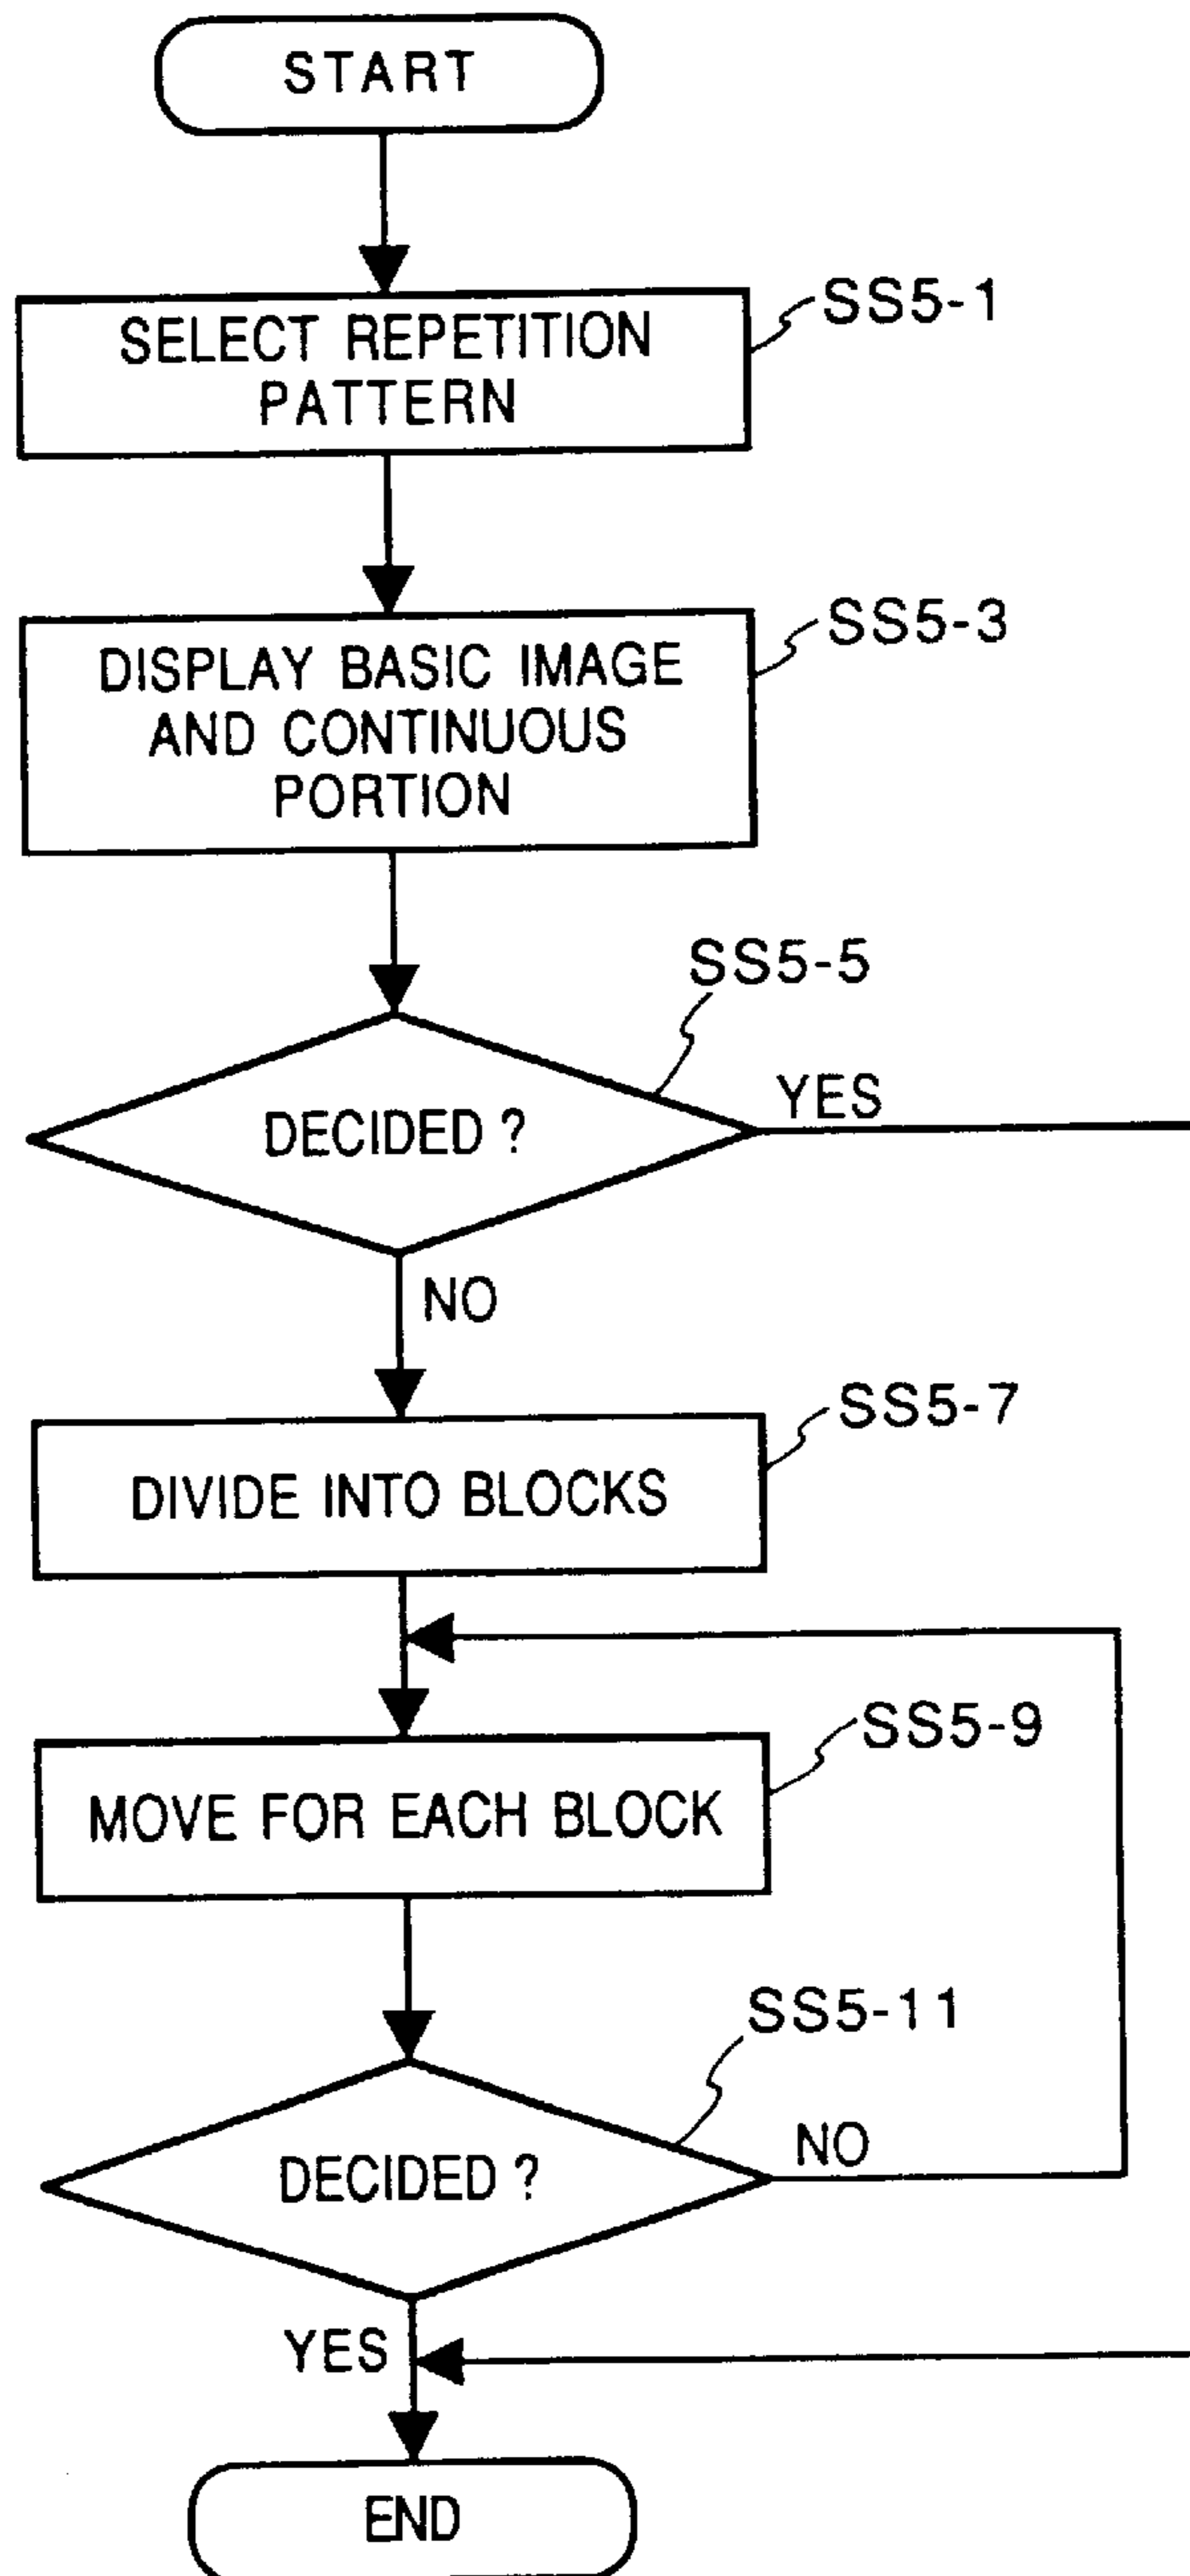 START
SS5-1
SELECT REPETITION
PATTERN
SS5-3
DISPLAY BASIC IMAGE
AND CONTINUOUS
PORTION
SS5-5
YES
DECIDED ?
NO
SS5-7
DIVIDE INTO BLOCKS
SS5-9
MOVE FOR EACH BLOCK
SS5-11
NO
DECIDED ?
YES
END